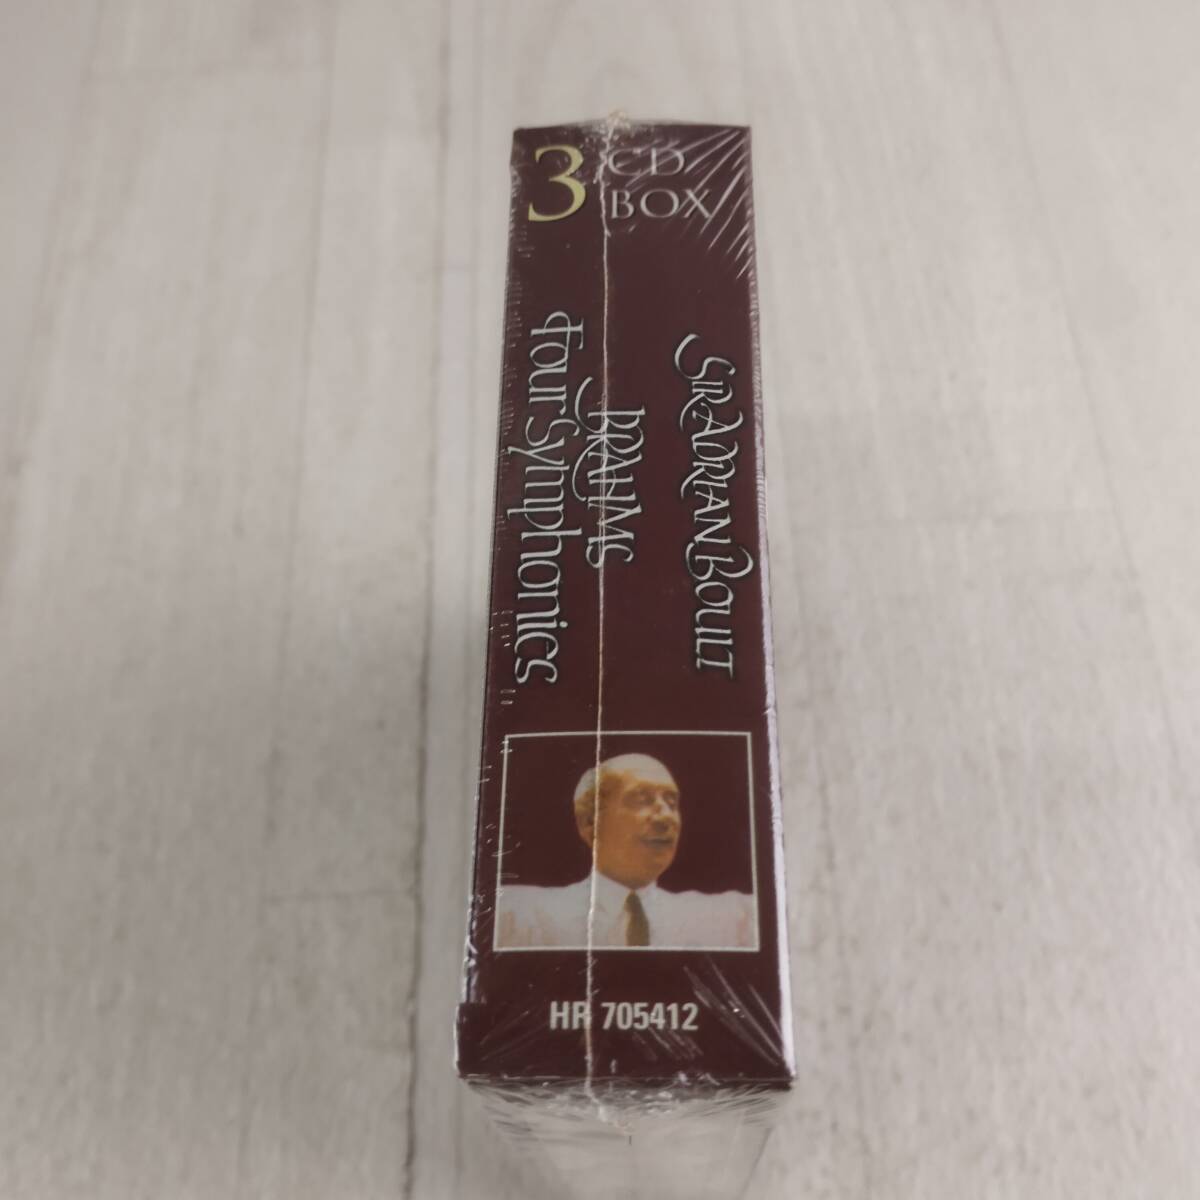 3 CD
BOX
SIR ADRIAN BOULT
BRAHMS
Four Symphonies
HR 705412